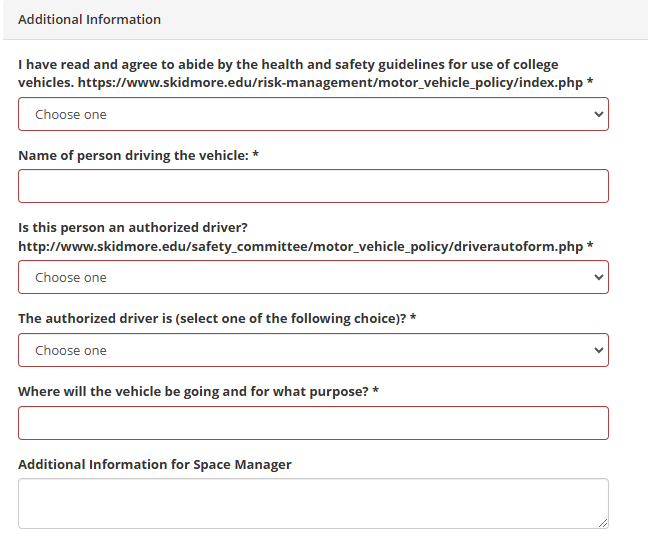 Additional Information
I have read and agree to abide by the health and safety guidelines for use of college
vehicles. https://www.skidmore.edu/risk-management/motor_vehicle_policy/index.php *
Choose one
Name of person driving the vehicle: *
Is this person an authorized driver?
http://www.skidmore.edu/safety_committee/motor_vehicle_policy/driverautoform.php *
Choose one
The authorized driver is (select one of the following choice)? *
Choose one
Where will the vehicle be going and for what purpose? *
Additional Information for Space Manager